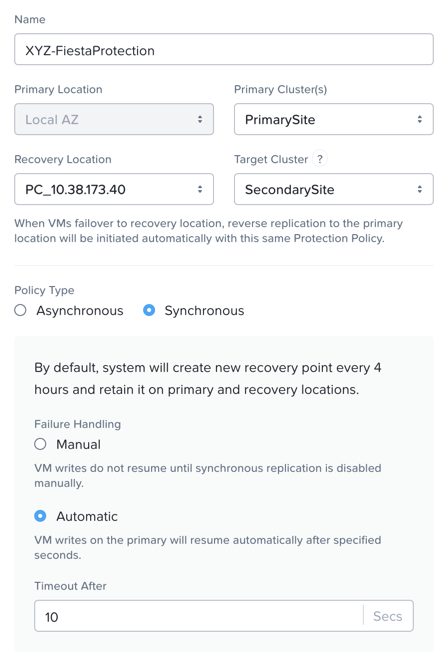 Name
XYZ-FiestaProtection
Primary Location
Primary Cluster(s)
Local AZ
PrimarySite
Recovery Location
Target Cluster ?
PC_10.38.173.40
SecondarySite
When VMs failover to recovery location, reverse replication to the primary
location will be initiated automatically with this same Protection Policy.
Policy Type
Asynchronous
Synchronous
By default, system will create new recovery point every 4
hours and retain it on primary and recovery locations.
Failure Handling
Manual
VM writes do not resume until synchronous replication is disabled
manually.
Automatic
VM writes on the primary will resume automatically after specified
seconds.
Timeout After
10
Secs